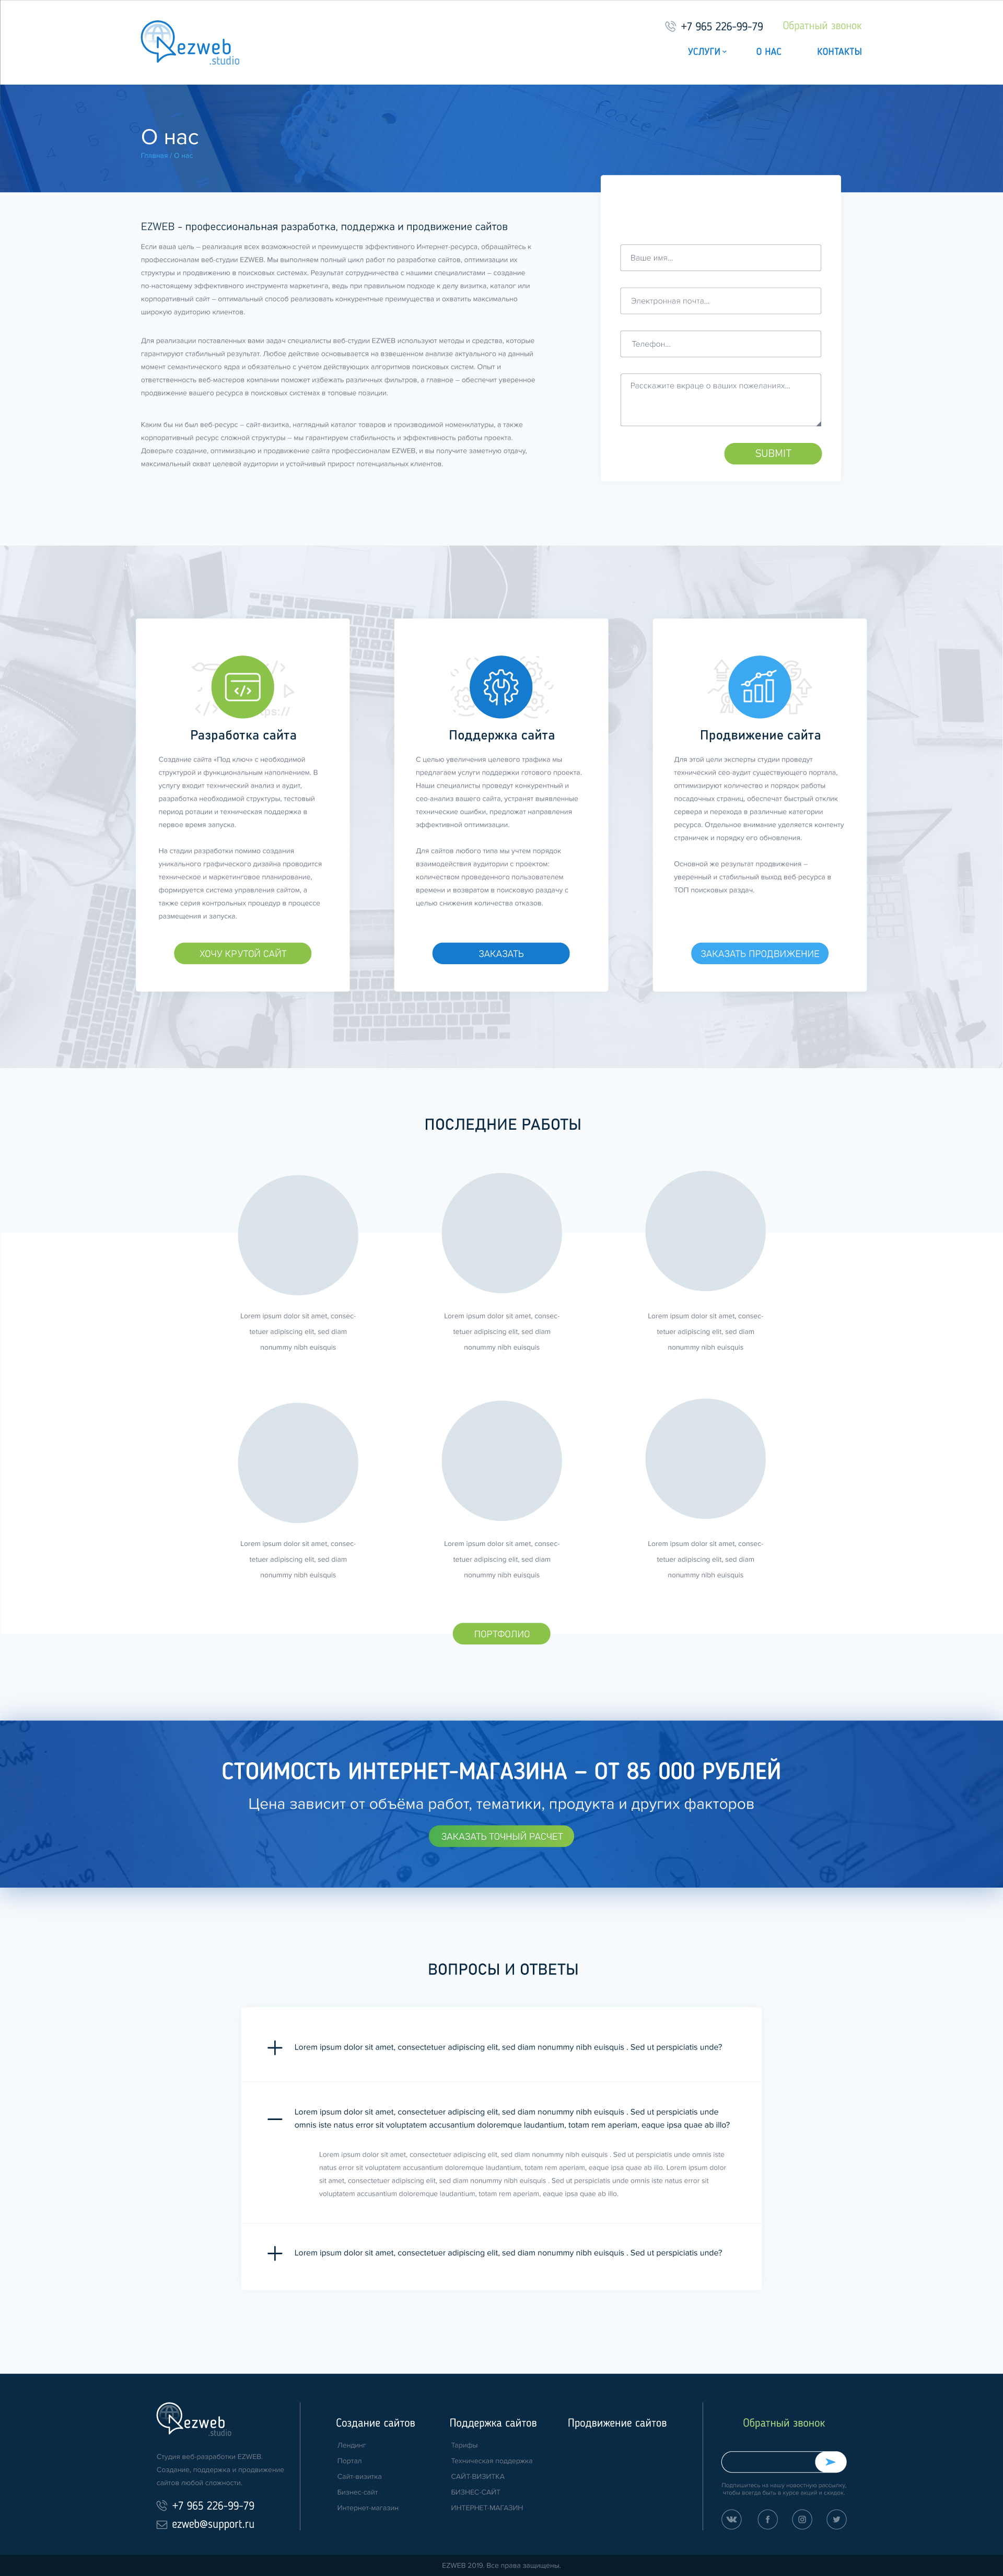 ezweb
.studio
+7 965 226-99-79
Обратный звонок
УСЛУГИ
О НАС
КОНТАКТЫ
О нас
Главная / О нас
EZWEB – профессиональная разработка, поддержка и продвижение сайтов
Если ваша цель – реализация всех возможностей и преимуществ эффективного Интернет-ресурса, обращайтесь к
профессионалам веб-студии EZWEB. Мы выполняем полный цикл работ по разработке сайтов, оптимизации их
структуры и продвижению в поисковых системах. Результат сотрудничества с нашими специалистами – создание
по-настоящему эффективного инструмента маркетинга, ведь при правильном подходе к делу визитка, каталог или
корпоративный сайт – оптимальный способ реализовать конкурентные преимущества и охватить максимально
широкую аудиторию клиентов.
Для реализации поставленных вами задач специалисты веб-студии EZWEB используют методы и средства, которые
гарантируют стабильный результат. Любое действие основывается на взвешенном анализе актуального на данный
момент семантического ядра и обязательно с учетом действующих алгоритмов поисковых систем. Опыт и
ответственность веб-мастеров компании поможет избежать различных фильтров, а главное – обеспечит уверенное
продвижение вашего ресурса в поисковых системах в топовые позиции.
Каким бы ни был веб-ресурс – сайт-визитка, наглядный каталог товаров и производимой номенклатуры, а также
корпоративный ресурс сложной структуры – мы гарантируем стабильность и эффективность работы проекта.
Доверьте создание, оптимизацию и продвижение сайта профессионалам EZWEB, и вы получите заметную отдачу,
максимальный охват целевой аудитории и устойчивый прирост потенциальных клиентов.
Ваше имя...
Электронная почта...
Телефон...
Расскажите вкраце о ваших пожеланиях...
SUBMIT
Разработка сайта
Создание сайта «Под ключ» с необходимой
структурой и функциональным наполнением. В
услугу входит технический анализ и аудит,
разработка необходимой структуры, тестовый
период ротации и техническая поддержка в
первое время запуска.
На стадии разработки помимо создания
уникального графического дизайна проводится
техническое и маркетинговое планирование,
формируется система управления сайтом, а
также серия контрольных процедур в процессе
размещения и запуска.
ХОЧУ КРУТОЙ САЙТ
Поддержка сайта
С целью увеличения целевого трафика мы
предлагаем услуги поддержки готового проекта.
Наши специалисты проведут конкурентный и
сео-анализ вашего сайта, устранят выявленные
технические ошибки, предложат направления
эффективной оптимизации.
Для сайтов любого типа мы учтем порядок
взаимодействия аудитории с проектом:
количеством проведенного пользователем
времени и возвратом в поисковую раздачу с
целью снижения количества отказов.
ЗАКАЗАТЬ
Продвижение сайта
Для этой цели эксперты студии проведут
технический сео-аудит существующего портала,
оптимизируют количество и порядок работы
посадочных страниц, обеспечат быстрый отклик
сервера и перехода в различные категории
ресурса. Отдельное внимание уделяется контенту
страничек и порядку его обновления.
Основной же результат продвижения –
уверенный и стабильный выход веб-ресурса в
ТОП поисковых раздач.
ЗАКАЗАТЬ ПРОДВИЖЕНИЕ
ПОСЛЕДНИЕ РАБОТЫ
Lorem ipsum dolor sit amet, consec-
tetuer adipiscing elit, sed diam
nonummy nibh euisquis
Lorem ipsum dolor sit amet, consec-
tetuer adipiscing elit, sed diam
nonummy nibh euisquis
Lorem ipsum dolor sit amet, consec-
tetuer adipiscing elit, sed diam
nonummy nibh euisquis
Lorem ipsum dolor sit amet, consec-
tetuer adipiscing elit, sed diam
nonummy nibh euisquis
Lorem ipsum dolor sit amet, consec-
tetuer adipiscing elit, sed diam
nonummy nibh euisquis
Lorem ipsum dolor sit amet, consec-
tetuer adipiscing elit, sed diam
nonummy nibh euisquis
ПОРТФОЛИО
СТОИМОСТЬ ИНТЕРНЕТ-МАГАЗИНА – ОТ 85 000 РУБЛЕЙ
Цена зависит от объёма работ, тематики, продукта и других факторов
ЗАКАЗАТЬ ТОЧНЫЙ РАСЧЕТ
ВОПРОСЫ И ОТВЕТЫ
Lorem ipsum dolor sit amet, consectetuer adipiscing elit, sed diam nonummy nibh euisquis . Sed ut perspiciatis unde?
Lorem ipsum dolor sit amet, consectetuer adipiscing elit, sed diam nonummy nibh euisquis . Sed ut perspiciatis unde
omnis iste natus error sit voluptatem accusantium doloremque laudantium, totam rem aperiam, eaque ipsa quae ab illo?
Lorem ipsum dolor sit amet, consectetuer adipiscing elit, sed diam nonummy nibh euisquis . Sed ut perspiciatis unde omnis iste
natus error sit voluptatem accusantium doloremque laudantium, totam rem aperiam, eaque ipsa quae ab illo. Lorem ipsum dolor
sit amet, consectetuer adipiscing elit, sed diam nonummy nibh euisquis . Sed ut perspiciatis unde omnis iste natus error sit
voluptatem accusantium doloremque laudantium, totam rem aperiam, eaque ipsa quae ab illo.
Lorem ipsum dolor sit amet, consectetuer adipiscing elit, sed diam nonummy nibh euisquis . Sed ut perspiciatis unde?
ezweb
.studio
Студия веб-разработки EZWEB.
Создание, поддержка и продвижение
сайтов любой сложности.
+7 965 226-99-79
ezweb@support.ru
Создание сайтов
Лендинг
Портал
Сайт-визитка
Бизнес-сайт
Интернет-магазин
Поддержка сайтов
Тарифы
Техническая поддержка
САЙТ-ВИЗИТКА
БИЗНЕС-САЙТ
ИНТЕРНЕТ-МАГАЗИН
Продвижение сайтов
Обратный звонок
Подпишитесь на нашу новостную рассылку,
чтобы всегда быть в курсе акций и скидок.
EZWEB 2019. Все права защищены.